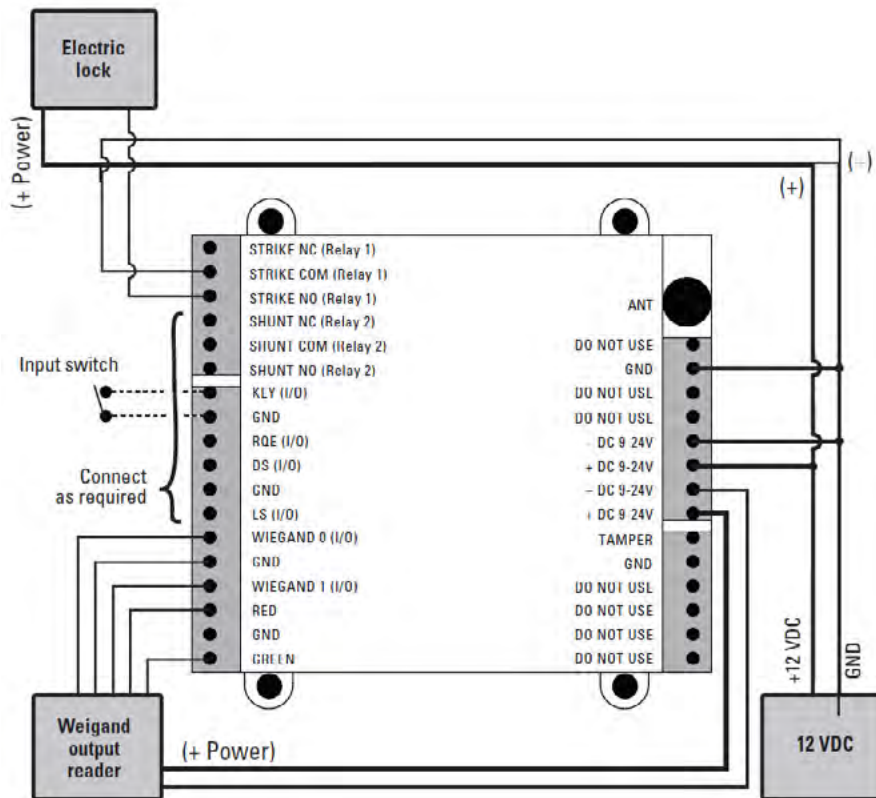 Electric
lock
(+ Power)
(–)
(+)
STRIKE NC (Relay 1)
STRIKE COM (Relay 1)
STRIKE NO (Relay 1)
SHUNT NC (Relay 2)
SHUNT COM (Relay 2)
SHUNT NO (Relay 2)
Input switch
KEY (I/O)
GND
RQE (I/O)
DS (I/O)
Connect
as required
GND
LS (I/O)
WIEGAND 0 (I/O)
GND
WIEGAND 1 (I/O)
RED
GND
GREEN
ANT
DO NOT USE
GND
DO NOT USE
DO NOT USE
– DC 9-24V
+ DC 9-24V
– DC 9-24V
+ DC 9-24V
TAMPER
GND
DO NOT USE
DO NOT USE
DO NOT USE
DO NOT USE
+12 VDC
GND
Weigand
output
reader
(+ Power)
12 VDC